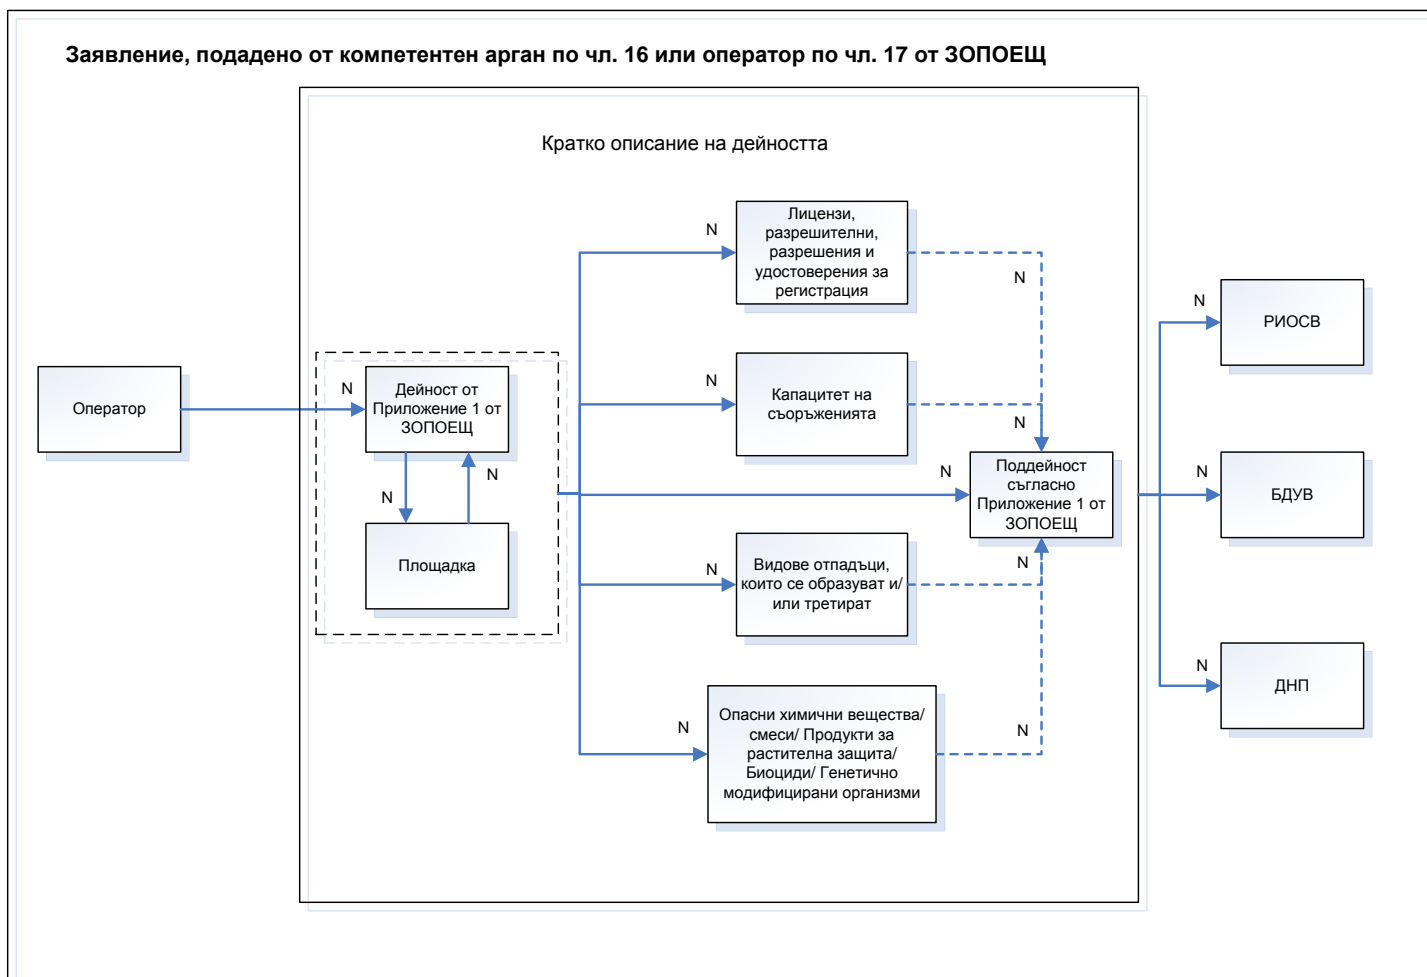 Заявление, подадено от компетентен арган по чл. 16 или оператор по чл. 17 от ЗОПОЕЩ
Кратко описание на дейността
Оператор
N
Дейност от
Приложение 1 от
ЗОПОЕЩ
N
N
Площадка
N
Лицензи,
разрешителни,
разрешения и
удостоверения за
регистрация
N
N
Капацитет на
съоръженията
N
N
Поддейност
съгласно
Приложение 1 от
ЗОПОЕЩ
N
Видове отпадъци,
които се образуват и/
или третират
N
N
Опасни химични вещества/
смеси/ Продукти за
растителна защита/
Биоциди/ Генетично
модифицирани организми
N
N
РИОСВ
N
БДУВ
N
ДНП